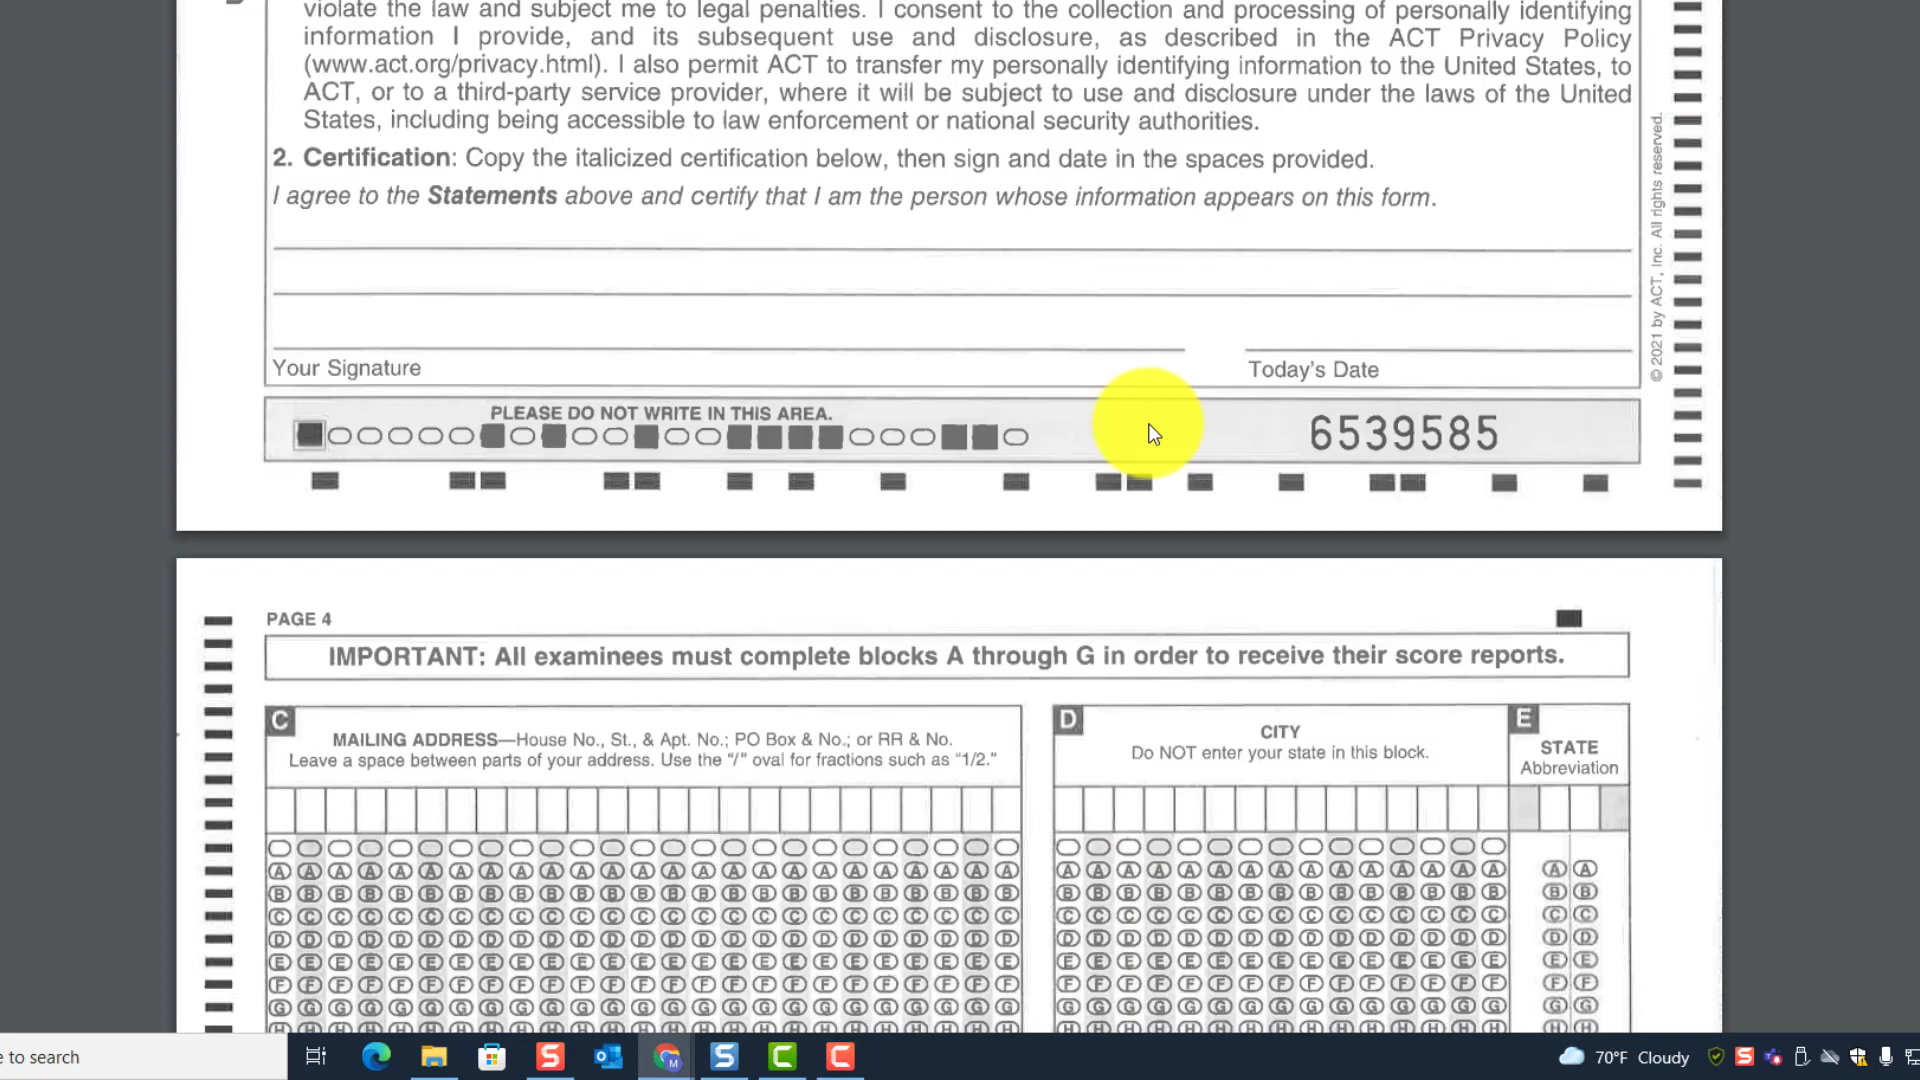 violate the law and subject me to legal penalties. I consent to the collection and processing of personally identifying
information I provide, and its subsequent use and disclosure, as described in the ACT Privacy Policy
(www.act.org/privacy.html). I also permit ACT to transfer my personally identifying information to the United States, to
ACT, or to a third-party service provider, where it will be subject to use and disclosure under the laws of the United
States, including being accessible to law enforcement or national security authorities.
2. Certification: Copy the italicized certification below, then sign and date in the spaces provided.
I agree to the Statements above and certify that I am the person whose information appears on this form.
Your Signature
Today's Date
© 2021 by ACT, Inc. All rights reserved.
PLEASE DO NOT WRITE IN THIS AREA.
6539585
PAGE 4
IMPORTANT: All examinees must complete blocks A through G in order to receive their score reports.
C
MAILING ADDRESS—House No., St., & Apt. No.; PO Box & No.; or RR & No.
Leave a space between parts of your address. Use the "/" oval for fractions such as "1/2."
D
CITY
Do NOT enter your state in this block.
E
STATE
Abbreviation
A A A A A A A A A A A A A A A A A A A A A A A A A A A A A A A A A A A A A A A A A A
B B B B B B B B B B B B B B B B B B B B B B B B B B B B B B B B B B B B B B B B B B
C C C C C C C C C C C C C C C C C C C C C C C C C C C C C C C C C C C C C C C C C C
D D D D D D D D D D D D D D D D D D D D D D D D D D D D D D D D D D D D D D D D D D
E E E E E E E E E E E E E E E E E E E E E E E E E E E E E E E E E E E E E E E E E E
F F F F F F F F F F F F F F F F F F F F F F F F F F F F F F F F F F F F F F F F F F
G G G G G G G G G G G G G G G G G G G G G G G G G G G G G G G G G G G G G G G G G G
H H H H H H H H H H H H H H H H H H H H H H H H H H H H H H H H H H H H H H H H H H
e to search
70°F Cloudy